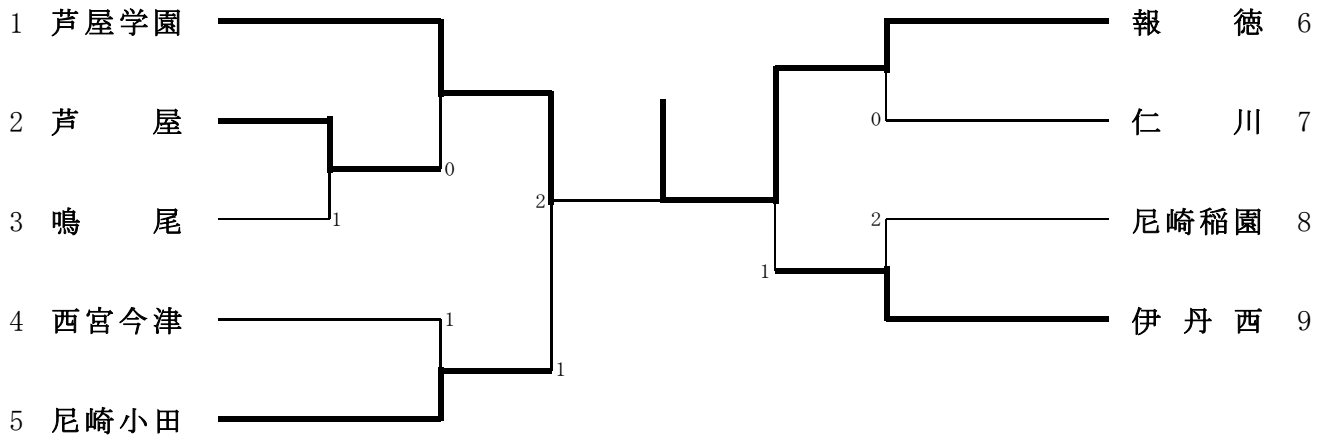 1 芦屋学園
2 芦屋
3 鳴尾
4 西宮今津
5 尼崎小田
0
1
1
2
1
報徳 6
仁川 7
尼崎稲園 8
伊丹西 9
0
2
1